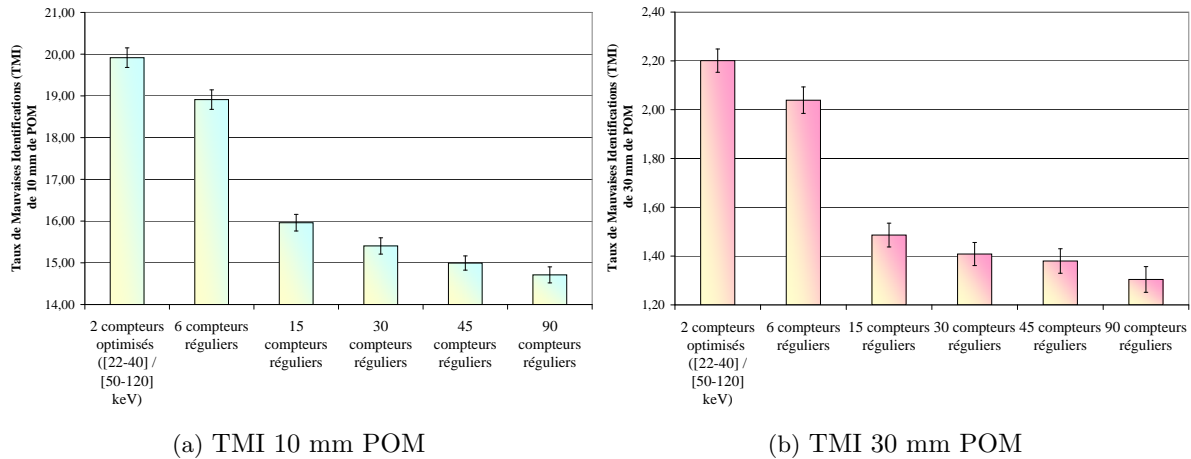 Taux de Mauvaises Identifications (TMI)
de 10 mm de POM
21,00
20,00
19,00
18,00
17,00
16,00
15,00
14,00
2 compteurs
optimisés
([22-40] /
[50-120]
keV)
6 compteurs
réguliers
15
compteurs
réguliers
30
compteurs
réguliers
45
compteurs
réguliers
90
compteurs
réguliers
(a) TMI 10 mm POM
Taux de Mauvaises Identifications (TMI)
de 30 mm de POM
2,40
2,20
2,00
1,80
1,60
1,40
1,20
2 compteurs
optimisés
([22-40] /
[50-120]
keV)
6 compteurs
réguliers
15 compteurs
réguliers
30 compteurs
réguliers
45 compteurs
réguliers
90 compteurs
réguliers
(b) TMI 30 mm POM